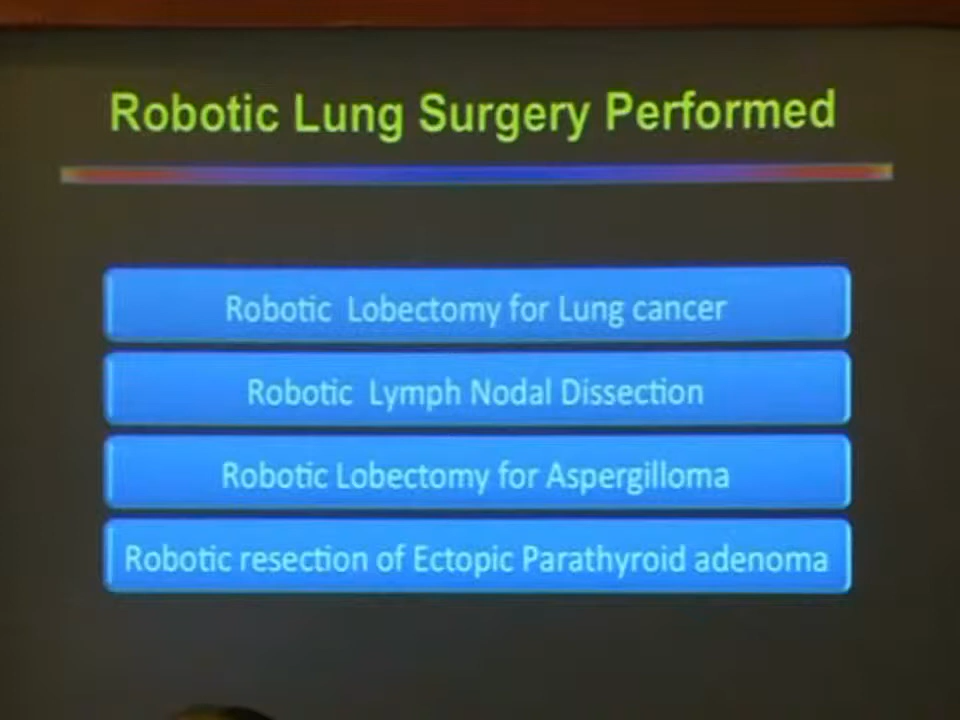 Robotic Lung Surgery Performed
Robotic Lobectomy for Lung cancer
Robotic Lymph Nodal Dissection
Robotic Lobectomy for Aspergilloma
Robotic resection of Ectopic Parathyroid adenoma